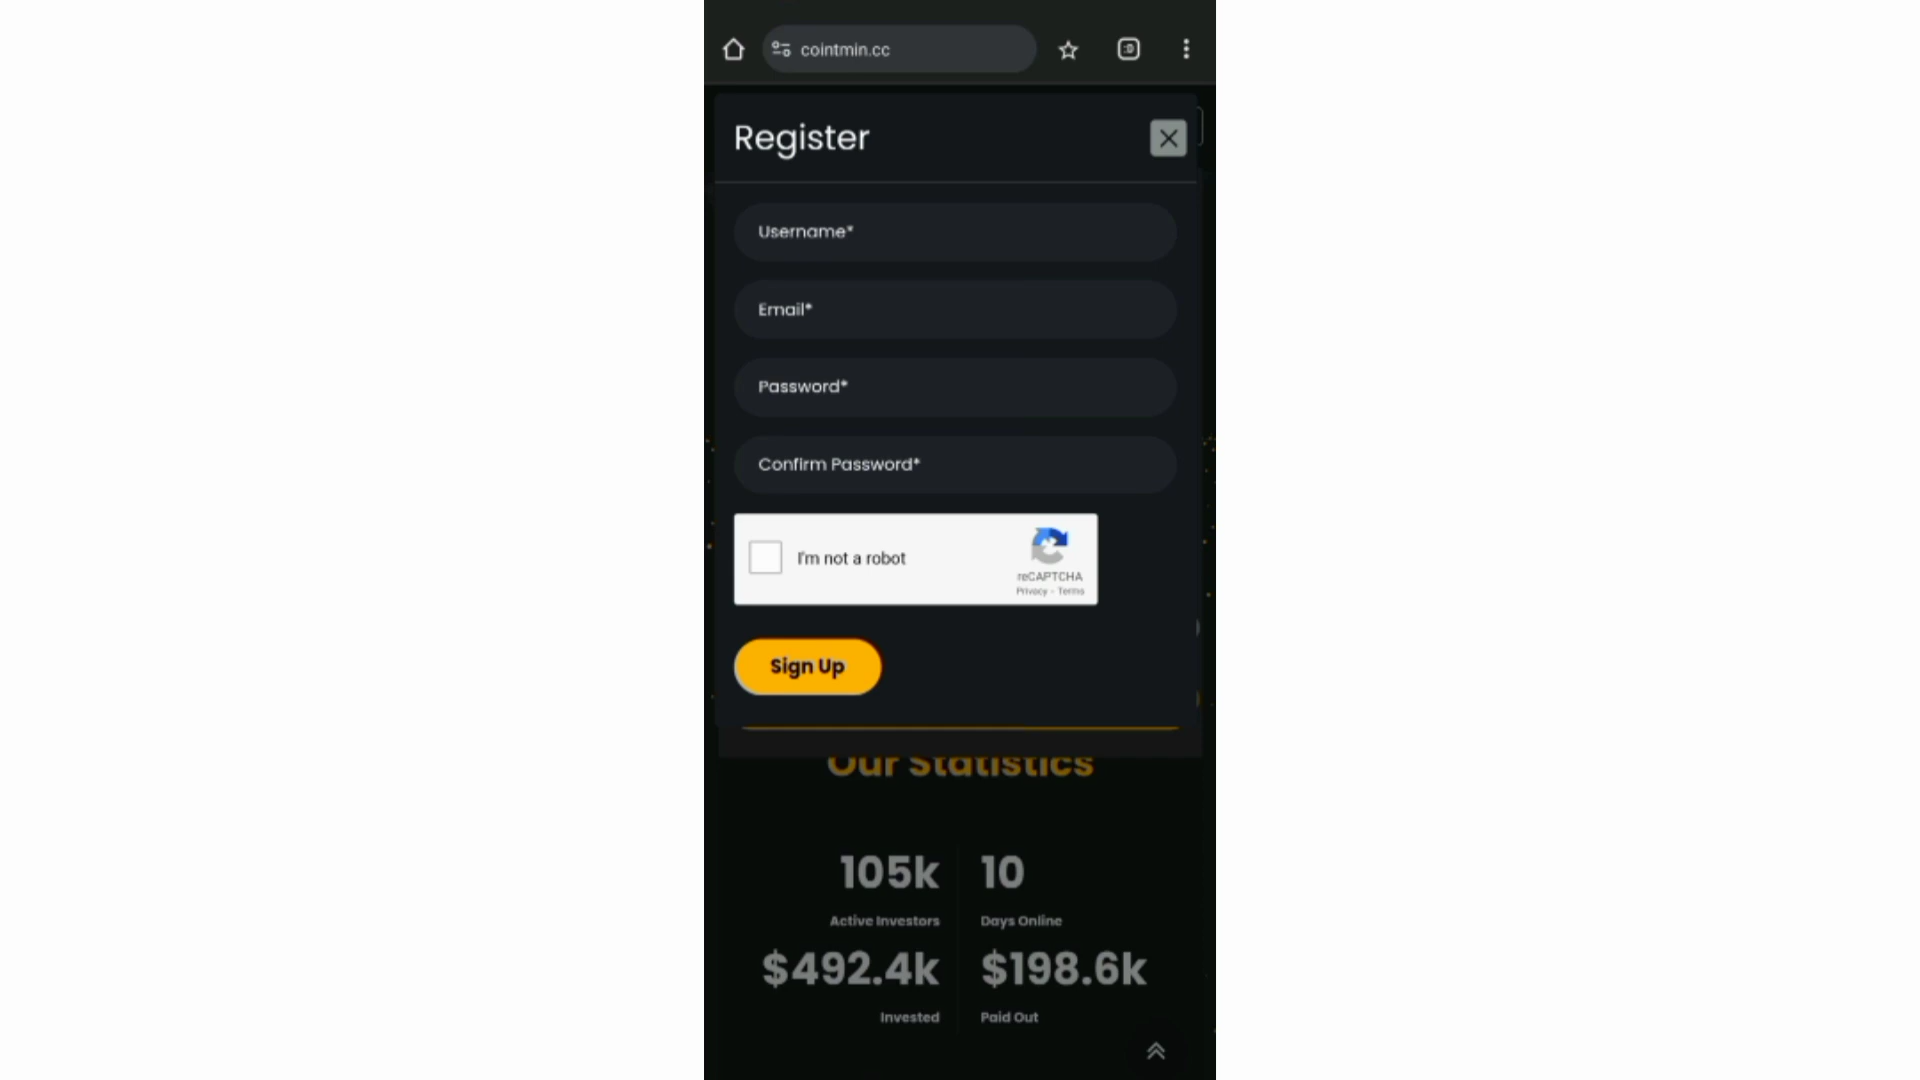 cointmin.cc
Register
Username*
Email*
Password*
Confirm Password*
I'm not a robot
reCAPTCHA
Privacy - Terms
Sign Up
Our Statistics
105k
Active Investors
10
Days Online
$492.4k
Invested
$198.6k
Paid Out